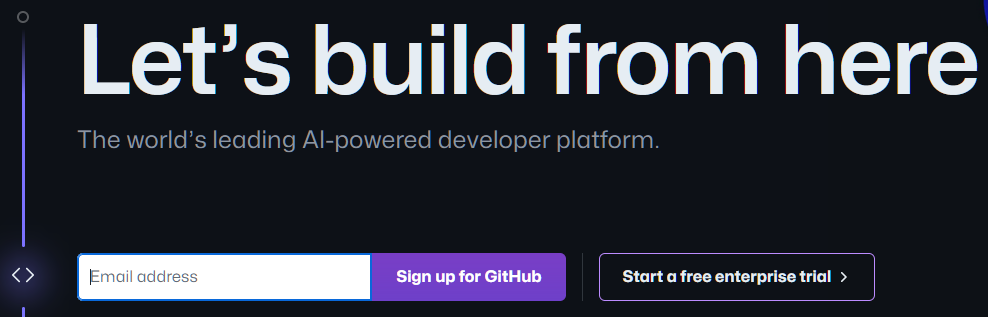 Let’s build from here
The world’s leading AI-powered developer platform.
Email address
Sign up for GitHub
Start a free enterprise trial